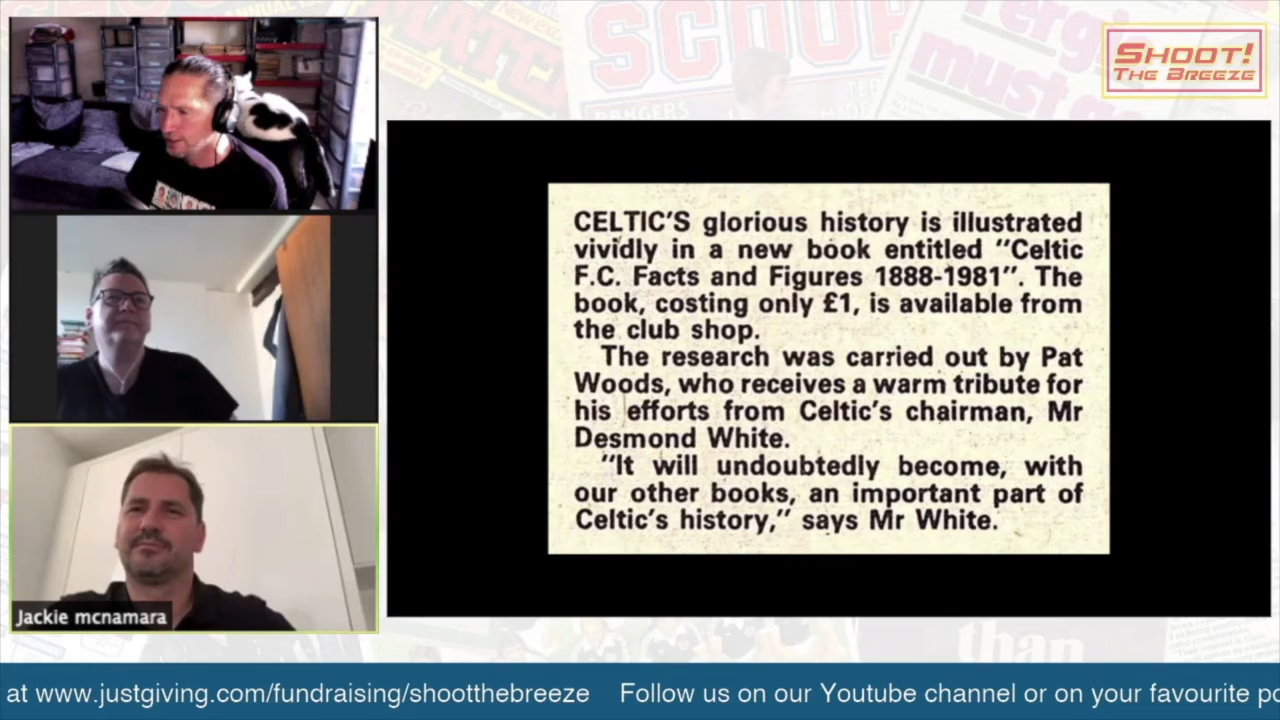 SHOOT!
THE BREEZE
SCOOP
RANGERS
must
CELTIC'S glorious history is illustrated
vividly in a new book entitled "Celtic
F.C. Facts and Figures 1888-1981". The
book, costing only £1, is available from
the club shop.
The research was carried out by Pat
Woods, who receives a warm tribute for
his efforts from Celtic's chairman, Mr
Desmond White.
"It will undoubtedly become, with
our other books, an important part of
Celtic's history," says Mr White.
Jackie mcnamara
than
at www.justgiving.com/fundraising/shootthebreeze Follow us on our Youtube channel or on your favourite po